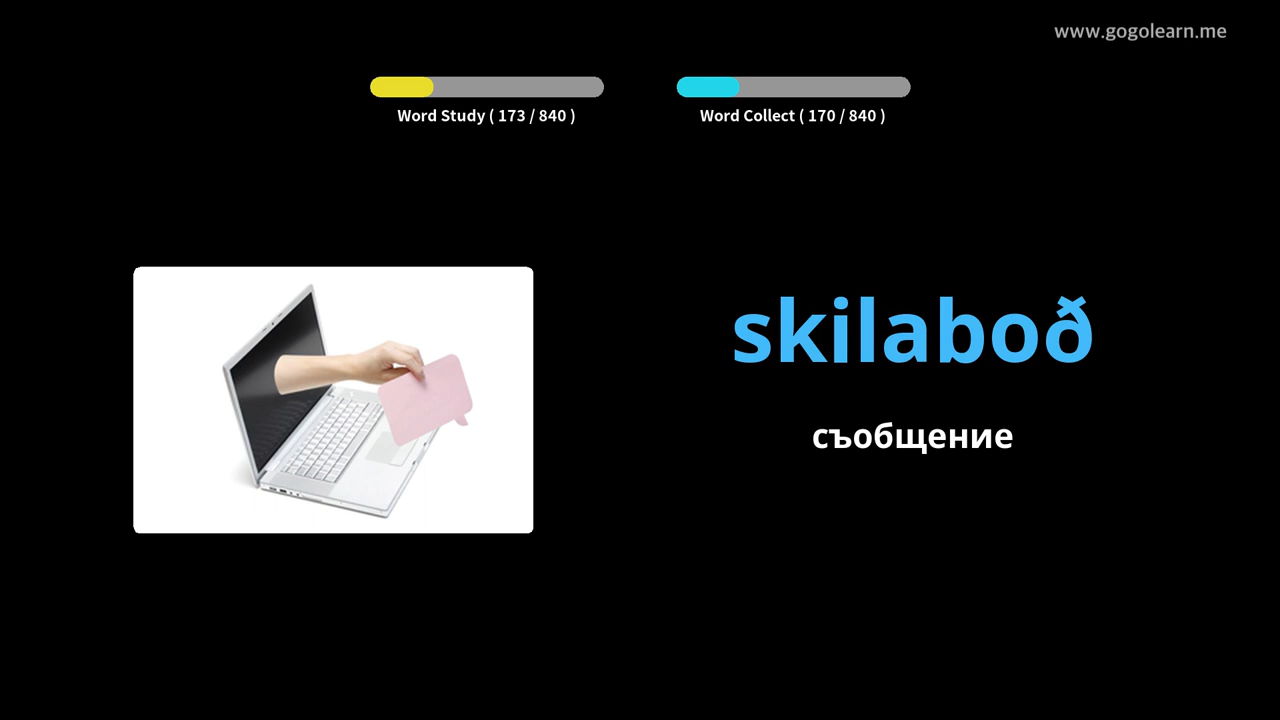 www.gogolearn.me
Word Study ( 173 / 840 )
Word Collect ( 170 / 840 )
skilaboð
съобщение